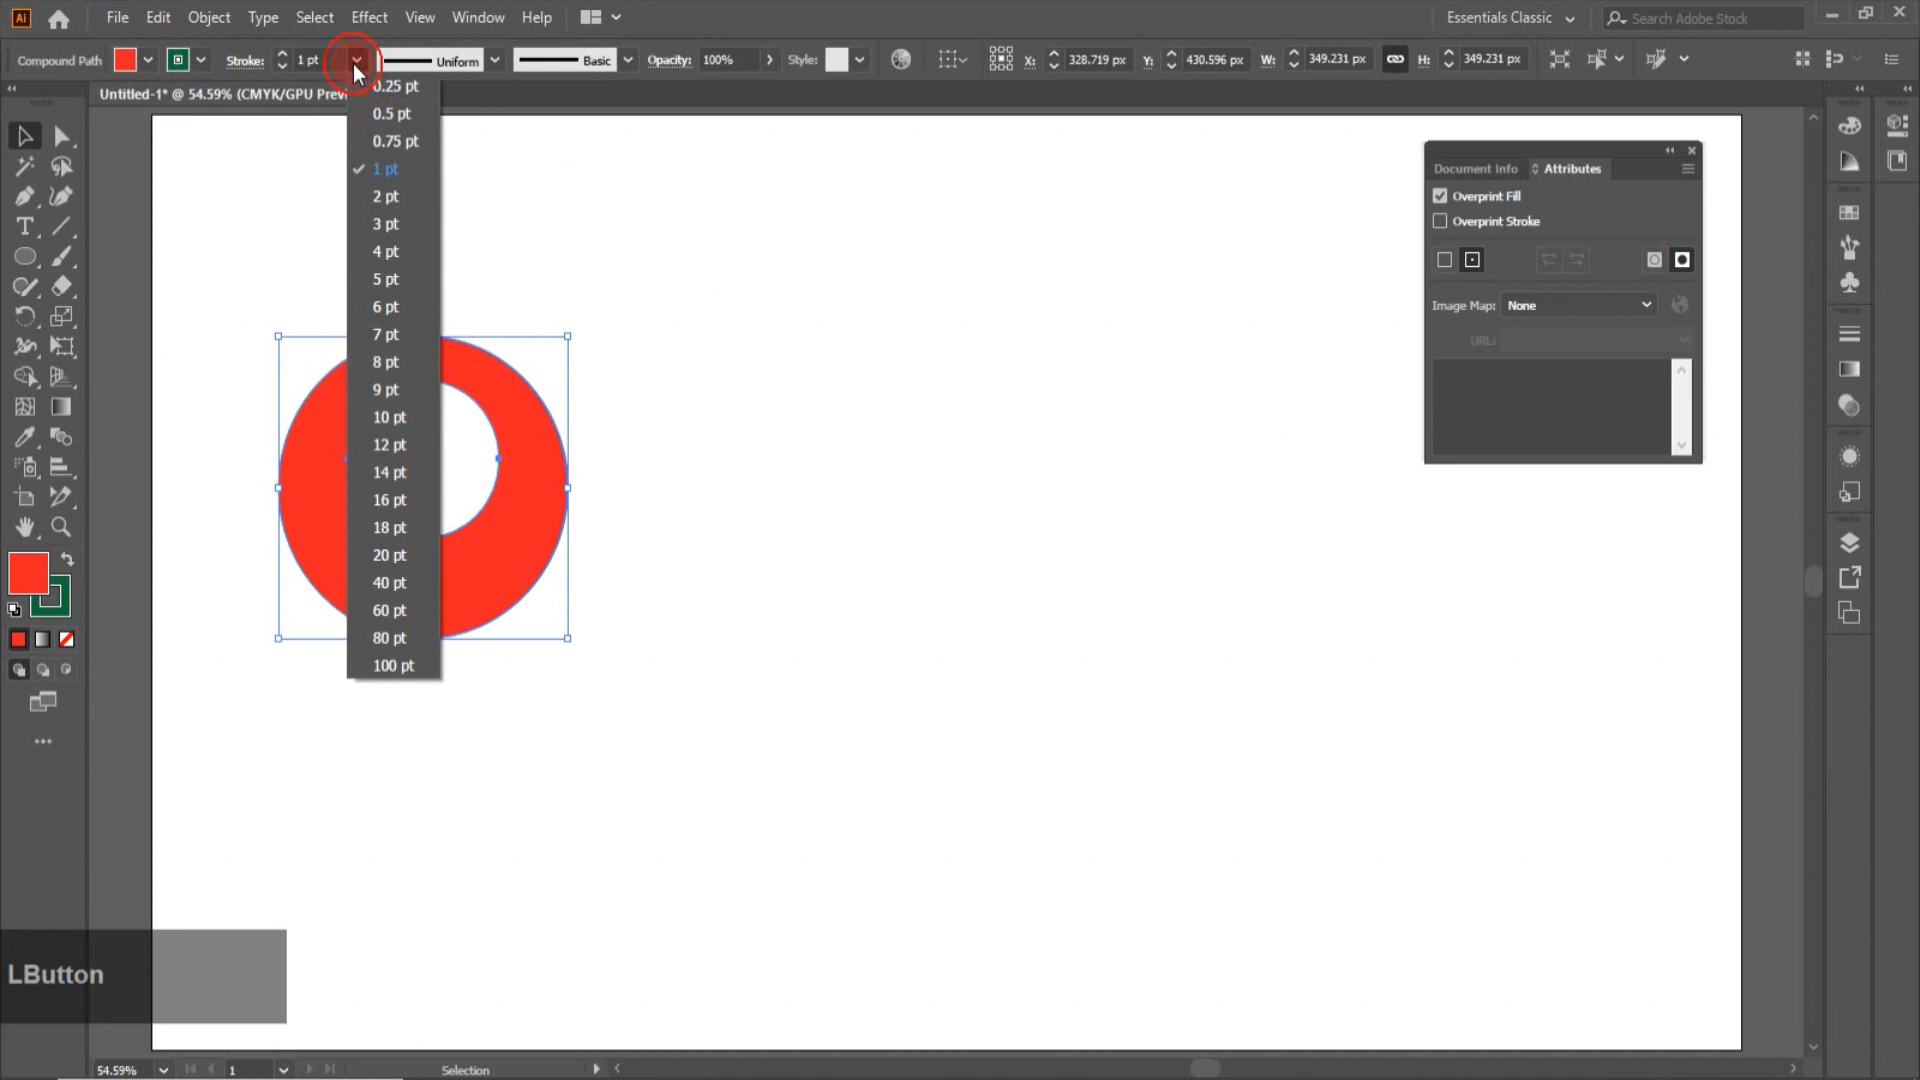 Ai File Edit Object Type Select Effect View Window Help Essentials Classic Search Adobe Stock
Compound Path Stroke: 1 pt Uniform Basic Opacity: 100% Style: X: 328.719 px Y: 430.596 px W: 349.231 px H: 349.231 px
Untitled-1* @ 54.59% (CMYK/GPU Previ
0.25 pt
0.5 pt
0.75 pt
1 pt
2 pt
3 pt
4 pt
5 pt
6 pt
7 pt
8 pt
9 pt
10 pt
12 pt
14 pt
16 pt
18 pt
20 pt
40 pt
60 pt
80 pt
100 pt
Document Info Attributes
Overprint Fill
Overprint Stroke
Image Map: None
URL:
LButton
54.59% 1 Selection